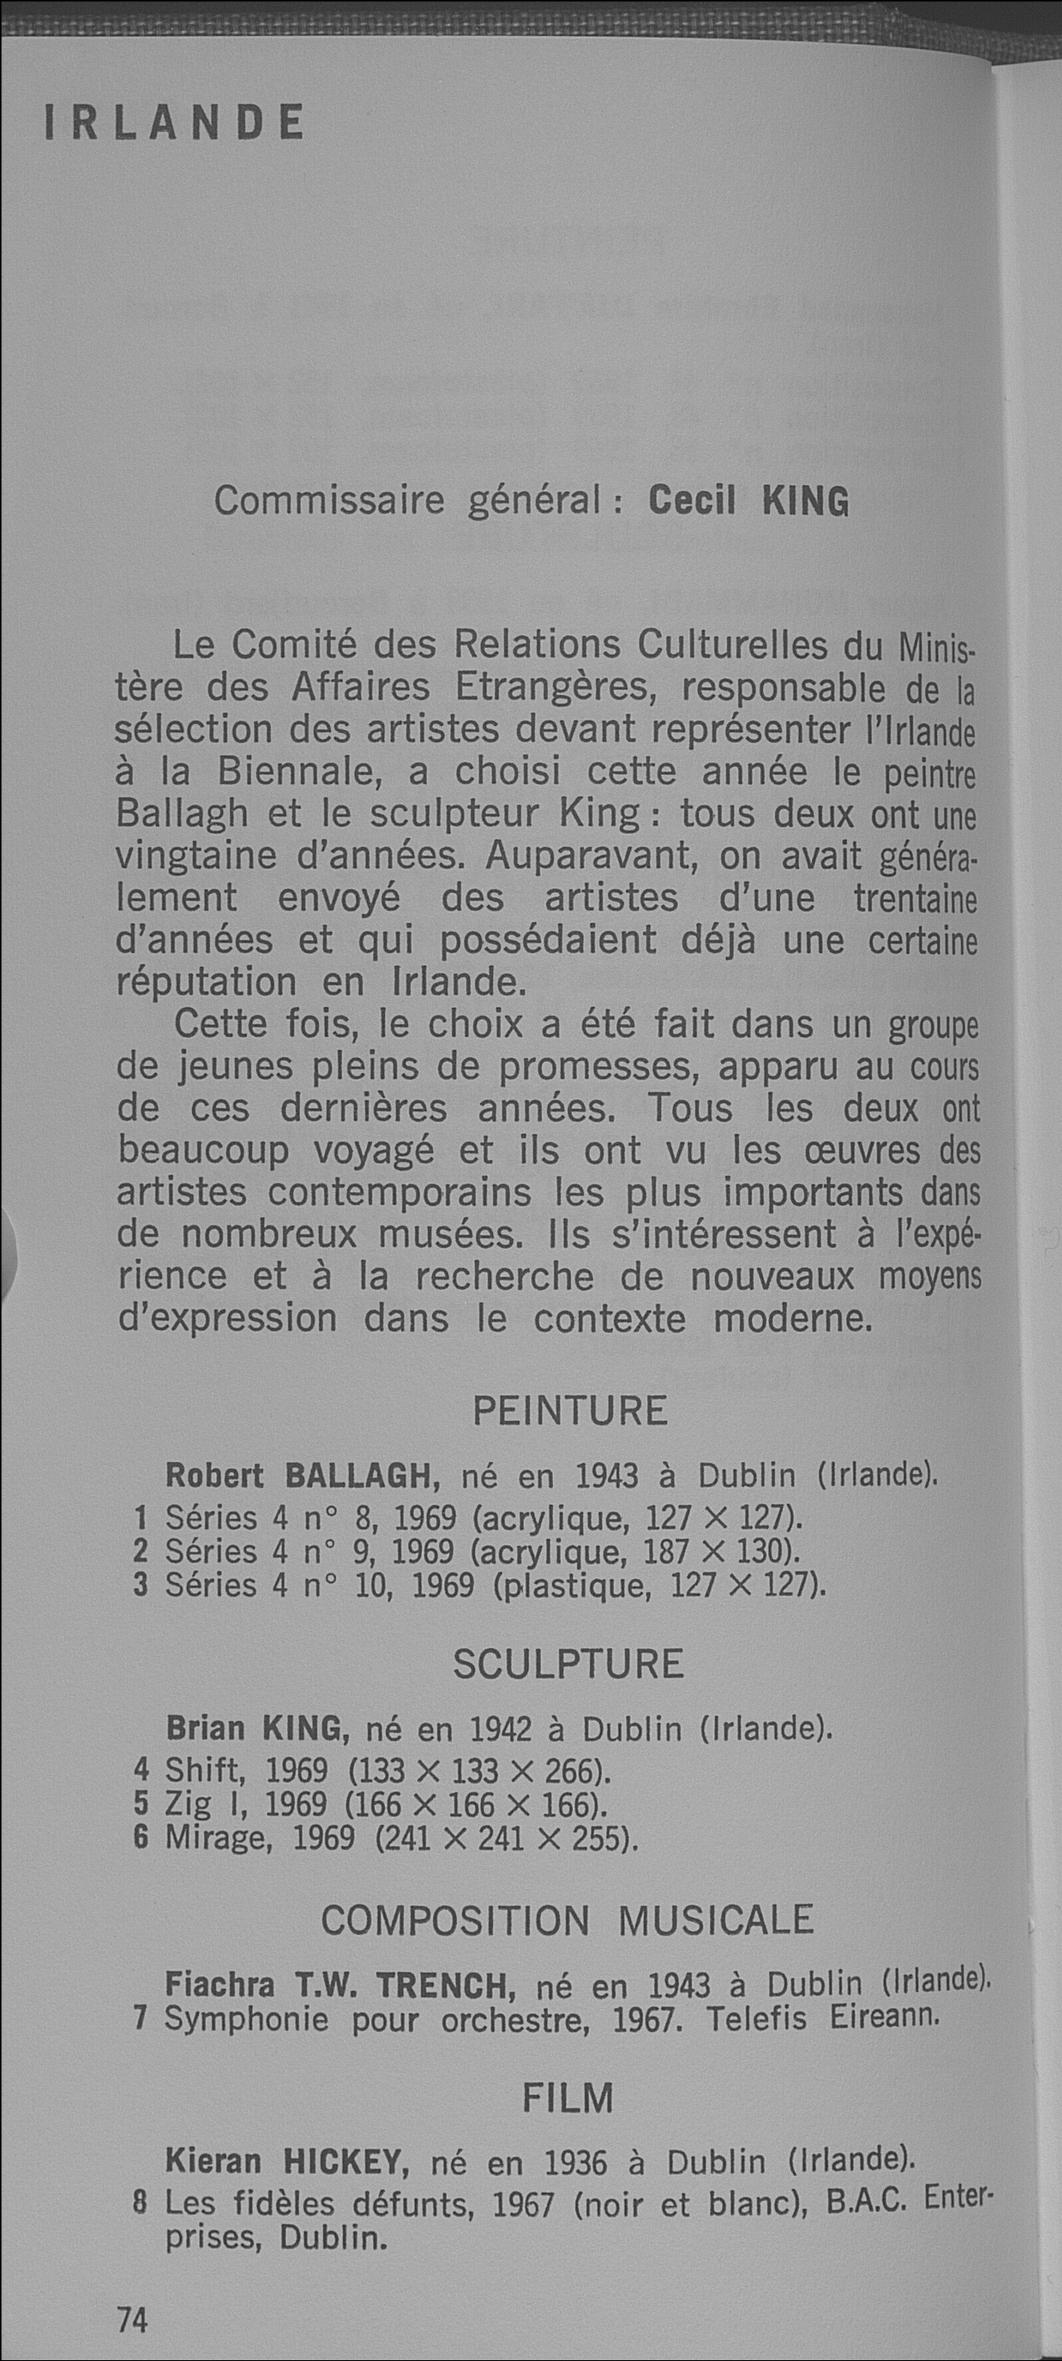 IRLANDE
Commissaire général : Cecil KING
Le Comité des Relations Culturelles du Minis-
tère des Affaires Etrangères, responsable de la
sélection des artistes devant représenter l'Irlande
à la Biennale, a choisi cette année le peintre
Ballagh et le sculpteur King : tous deux ont une
vingtaine d'années. Auparavant, on avait généra-
lement envoyé des artistes d'une trentaine
d'années et qui possédaient déjà une certaine
réputation en Irlande.
Cette fois, le choix a été fait dans un groupe
de jeunes pleins de promesses, apparu au cours
de ces dernières années. Tous les deux ont
beaucoup voyagé et ils ont vu les œuvres des
artistes contemporains les plus importants dans
de nombreux musées. Ils s'intéressent à l'expé-
rience et à la recherche de nouveaux moyens
d'expression dans le contexte moderne.
PEINTURE
Robert BALLAGH, né en 1943 à Dublin (Irlande).
1 Séries 4 n° 8, 1969 (acrylique, 127 × 127).
2 Séries 4 n° 9, 1969 (acrylique, 187 × 130).
3 Séries 4 n° 10, 1969 (plastique, 127 × 127).
SCULPTURE
Brian KING, né en 1942 à Dublin (Irlande).
4 Shift, 1969 (133 × 133 × 266).
5 Zig I, 1969 (166 × 166 × 166).
6 Mirage, 1969 (241 × 241 × 255).
COMPOSITION MUSICALE
Fiachra T.W. TRENCH, né en 1943 à Dublin (Irlande).
7 Symphonie pour orchestre, 1967. Telefis Eireann.
FILM
Kieran HICKEY, né en 1936 à Dublin (Irlande).
8 Les fidèles défunts, 1967 (noir et blanc), B.A.C. Enter-
prises, Dublin.
74